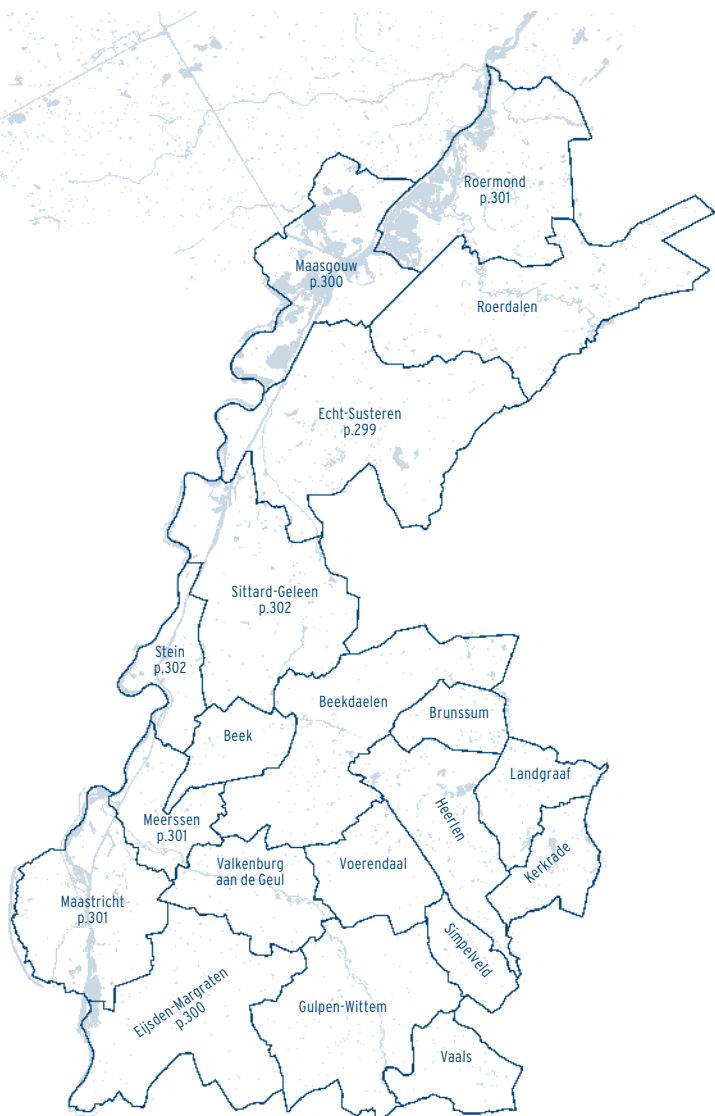 Roermond
p.301
Maasgouw
p.300
Roerdalen
Echt-Susteren
p.299
Sittard-Geleen
p.302
Stein
p.302
Beekdaelen
Brunssum
Beek
Landgraaf
Heerlen
Meerssen
p.301
Kerkrade
Valkenburg
aan de Geul
Voerendaal
Maastricht
p.301
Simpelveld
Eijsden-Margraten
p.300
Gulpen-Wittem
Vaals